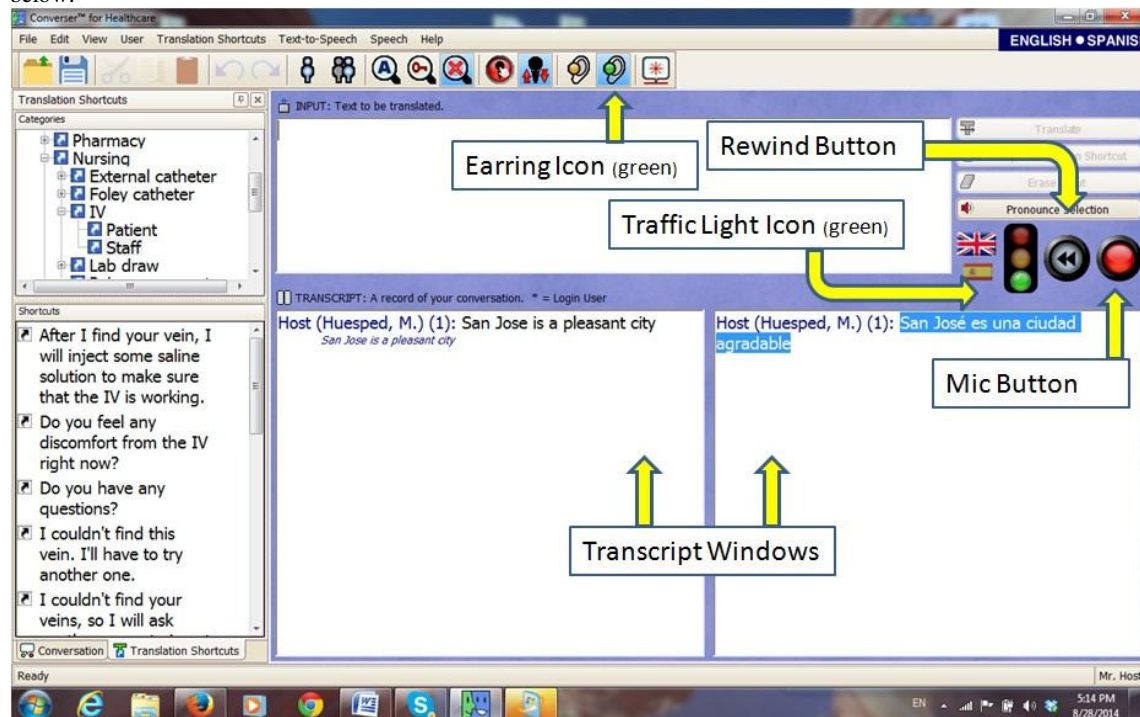 below.
Converser™ for Healthcare
File Edit View User Translation Shortcuts Text-to-Speech Speech Help
ENGLISH ● SPANIS
Translation Shortcuts
Categories
Pharmacy
Nursing
External catheter
Foley catheter
IV
Patient
Staff
Lab draw
Shortcuts
After I find your vein, I
will inject some saline
solution to make sure
that the IV is working.
Do you feel any
discomfort from the IV
right now?
Do you have any
questions?
I couldn't find this
vein. I'll have to try
another one.
I couldn't find your
veins, so I will ask
Conversation Translation Shortcuts
INPUT: Text to be translated.
Earring Icon (green)
Rewind Button
Traffic Light Icon (green)
Translate
Shortcut
Pronounce Selection
Mic Button
TRANSCRIPT: A record of your conversation. * = Login User
Host (Huesped, M.) (1): San Jose is a pleasant city
San Jose is a pleasant city
Host (Huesped, M.) (1): San José es una ciudad
agradable
Transcript Windows
Ready
Mr. Host
EN
5:14 PM
8/28/2014